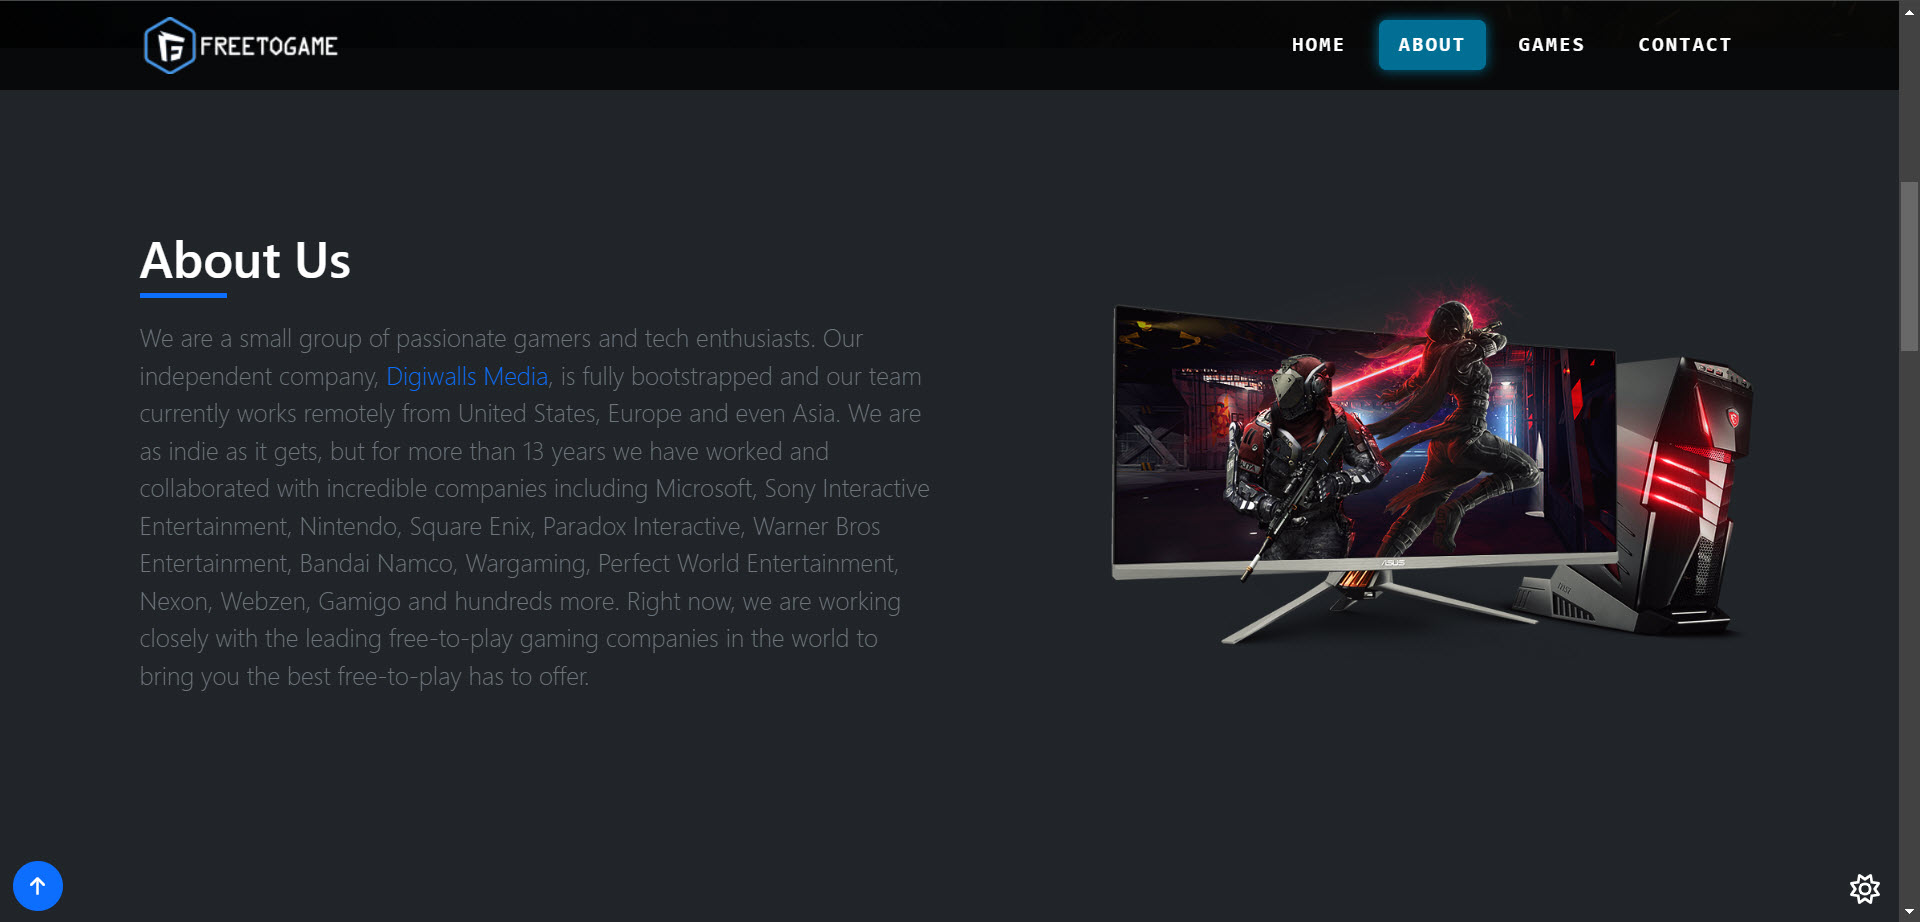 FREETOGAME
HOME
ABOUT
GAMES
CONTACT
About Us
We are a small group of passionate gamers and tech enthusiasts. Our
independent company, Digiwalls Media, is fully bootstrapped and our team
currently works remotely from United States, Europe and even Asia. We are
as indie as it gets, but for more than 13 years we have worked and
collaborated with incredible companies including Microsoft, Sony Interactive
Entertainment, Nintendo, Square Enix, Paradox Interactive, Warner Bros
Entertainment, Bandai Namco, Wargaming, Perfect World Entertainment,
Nexon, Webzen, Gamigo and hundreds more. Right now, we are working
closely with the leading free-to-play gaming companies in the world to
bring you the best free-to-play has to offer.
ASUS